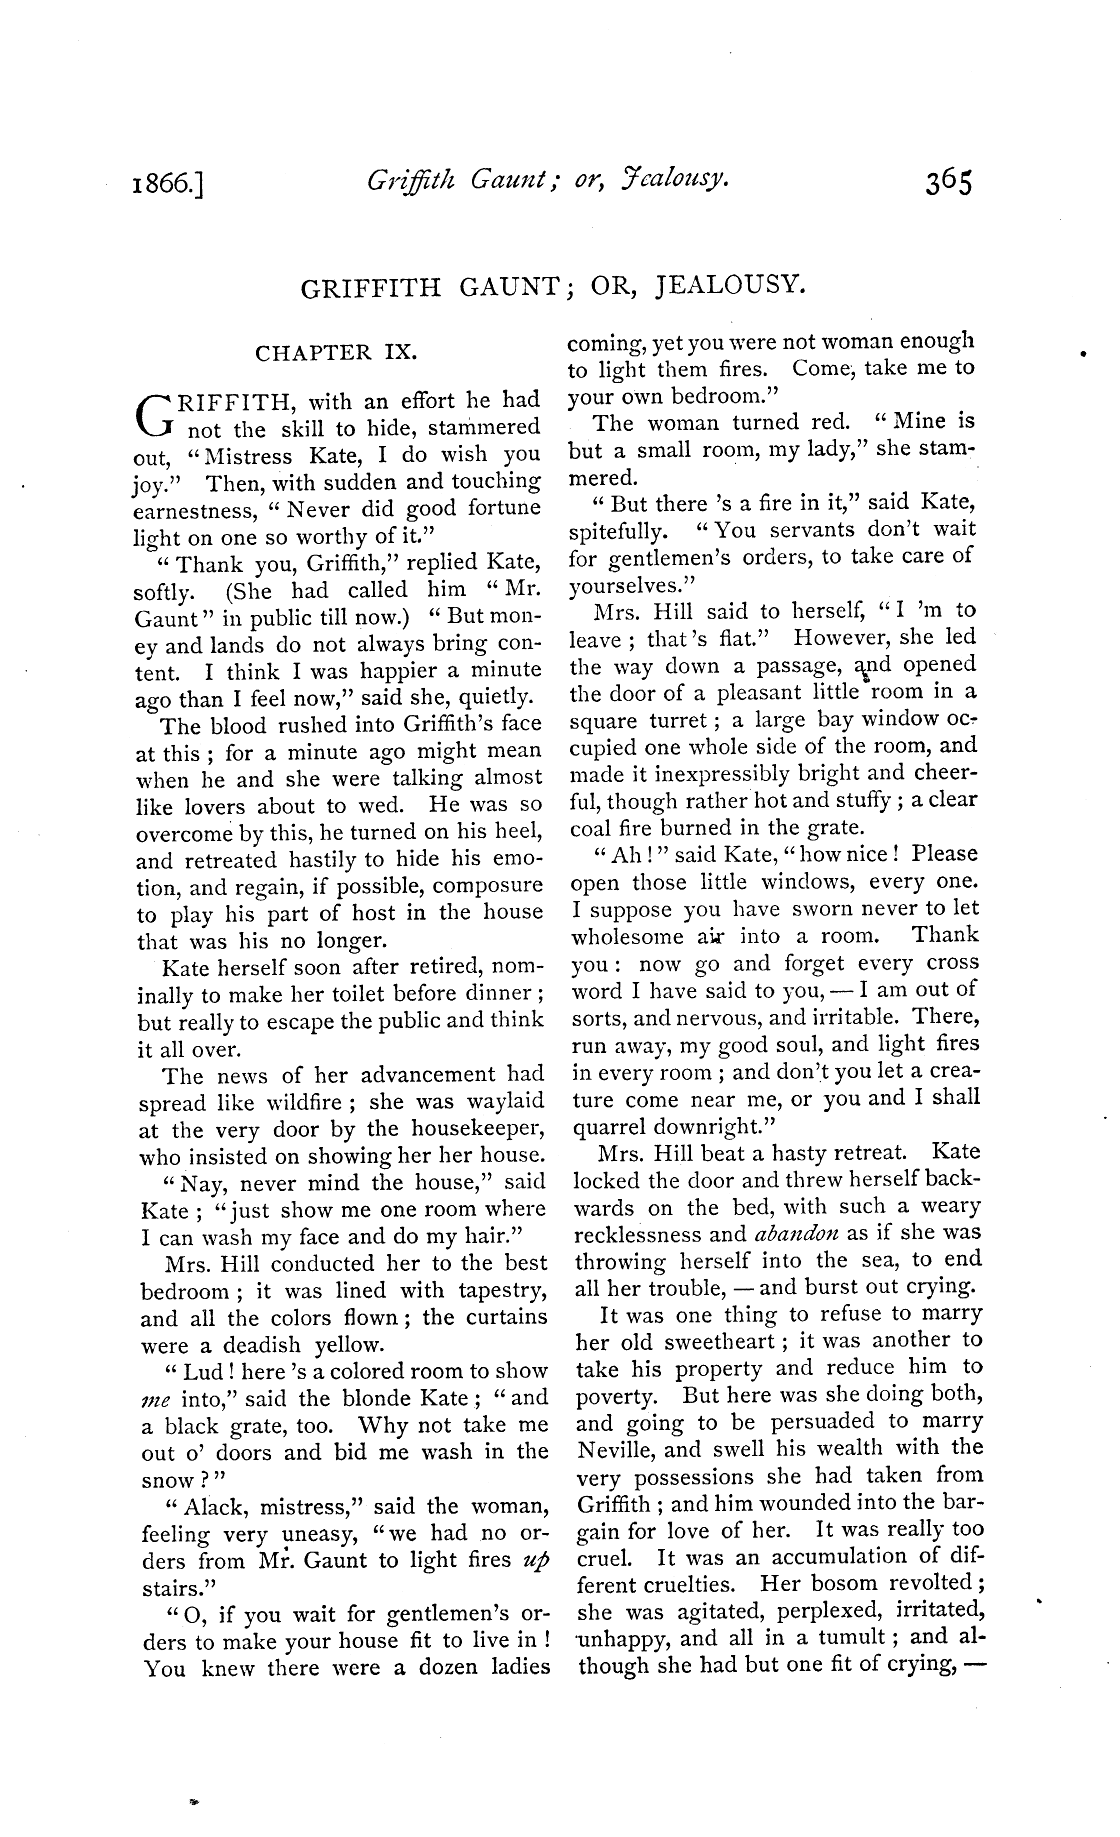 1866.] Griffith Gaunt; or, Jealousy. 365
GRIFFITH GAUNT; OR, JEALOUSY.
CHAPTER IX.
GRIFFITH, with an effort he had
not the skill to hide, stammered
out, "Mistress Kate, I do wish you
joy." Then, with sudden and touching
earnestness, "Never did good fortune
light on one so worthy of it."
"Thank you, Griffith," replied Kate,
softly. (She had called him "Mr.
Gaunt" in public till now.) "But mon-
ey and lands do not always bring con-
tent. I think I was happier a minute
ago than I feel now," said she, quietly.
The blood rushed into Griffith's face
at this; for a minute ago might mean
when he and she were talking almost
like lovers about to wed. He was so
overcome by this, he turned on his heel,
and retreated hastily to hide his emo-
tion, and regain, if possible, composure
to play his part of host in the house
that was his no longer.
Kate herself soon after retired, nom-
inally to make her toilet before dinner;
but really to escape the public and think
it all over.
The news of her advancement had
spread like wildfire; she was waylaid
at the very door by the housekeeper,
who insisted on showing her her house.
"Nay, never mind the house," said
Kate; "just show me one room where
I can wash my face and do my hair."
Mrs. Hill conducted her to the best
bedroom; it was lined with tapestry,
and all the colors flown; the curtains
were a deadish yellow.
"Lud! here's a colored room to show
me into," said the blonde Kate; "and
a black grate, too. Why not take me
out o' doors and bid me wash in the
snow?"
"Alack, mistress," said the woman,
feeling very uneasy, "we had no or-
ders from Mr. Gaunt to light fires up
stairs."
"O, if you wait for gentlemen's or-
ders to make your house fit to live in!
You knew there were a dozen ladies
coming, yet you were not woman enough
to light them fires. Come, take me to
your own bedroom."
The woman turned red. "Mine is
but a small room, my lady," she stam-
mered.
"But there's a fire in it," said Kate,
spitefully. "You servants don't wait
for gentlemen's orders, to take care of
yourselves."
Mrs. Hill said to herself, "I'm to
leave; that's flat." However, she led
the way down a passage, and opened
the door of a pleasant little room in a
square turret; a large bay window oc-
cupied one whole side of the room, and
made it inexpressibly bright and cheer-
ful, though rather hot and stuffy; a clear
coal fire burned in the grate.
"Ah!" said Kate, "how nice! Please
open those little windows, every one.
I suppose you have sworn never to let
wholesome air into a room. Thank
you: now go and forget every cross
word I have said to you,—I am out of
sorts, and nervous, and irritable. There,
run away, my good soul, and light fires
in every room; and don't you let a crea-
ture come near me, or you and I shall
quarrel downright."
Mrs. Hill beat a hasty retreat. Kate
locked the door and threw herself back-
wards on the bed, with such a weary
recklessness and abandon as if she was
throwing herself into the sea, to end
all her trouble,—and burst out crying.
It was one thing to refuse to marry
her old sweetheart; it was another to
take his property and reduce him to
poverty. But here was she doing both,
and going to be persuaded to marry
Neville, and swell his wealth with the
very possessions she had taken from
Griffith; and him wounded into the bar-
gain for love of her. It was really too
cruel. It was an accumulation of dif-
ferent cruelties. Her bosom revolted;
she was agitated, perplexed, irritated,
unhappy, and all in a tumult; and al-
though she had but one fit of crying,—